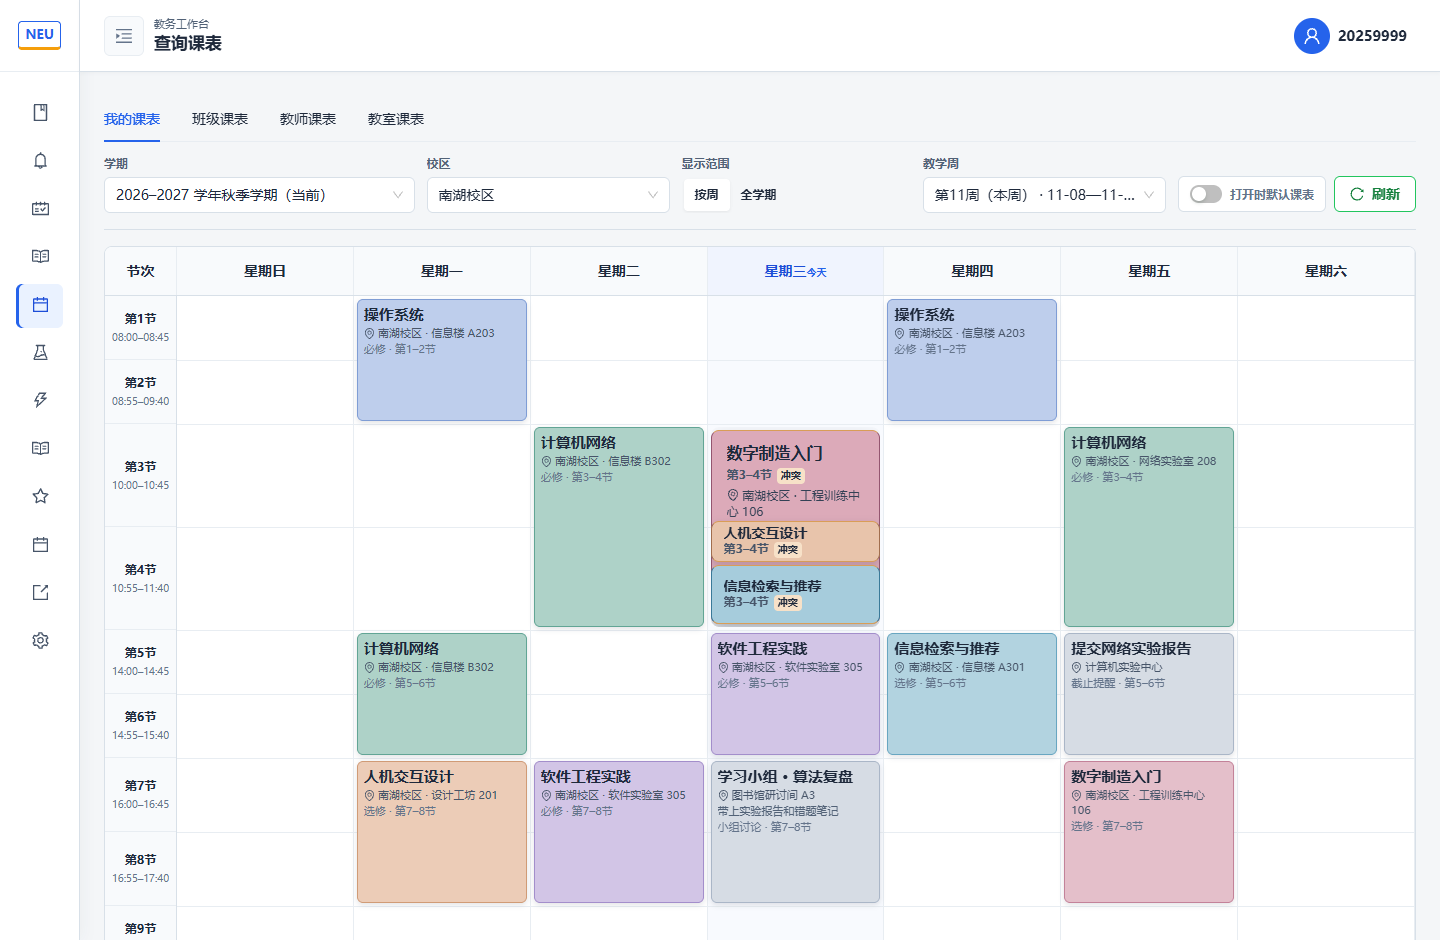 NEU
教务工作台
查询课表
20259999
我的课表
班级课表
教师课表
教室课表
学期
校区
显示范围
教学周
2026–2027 学年秋季学期（当前）
南湖校区
按周
全学期
第11周（本周） · 11-08—11-...
打开时默认课表
刷新
节次
星期日
星期一
星期二
星期三今天
星期四
星期五
星期六
第1节
08:00–08:45
操作系统
南湖校区 · 信息楼 A203
必修 · 第1–2节
操作系统
南湖校区 · 信息楼 A203
必修 · 第1–2节
第2节
08:55–09:40
第3节
10:00–10:45
计算机网络
南湖校区 · 信息楼 B302
必修 · 第3–4节
数字制造入门
第3–4节 冲突
南湖校区 · 工程训练中
心 106
人机交互设计
第3–4节 冲突
信息检索与推荐
第3–4节 冲突
计算机网络
南湖校区 · 网络实验室 208
必修 · 第3–4节
第4节
10:55–11:40
第5节
14:00–14:45
计算机网络
南湖校区 · 信息楼 B302
必修 · 第5–6节
软件工程实践
南湖校区 · 软件实验室 305
必修 · 第5–6节
信息检索与推荐
南湖校区 · 信息楼 A301
选修 · 第5–6节
提交网络实验报告
计算机实验中心
截止提醒 · 第5–6节
第6节
14:55–15:40
第7节
16:00–16:45
人机交互设计
南湖校区 · 设计工坊 201
选修 · 第7–8节
软件工程实践
南湖校区 · 软件实验室 305
必修 · 第7–8节
学习小组 • 算法复盘
图书馆研讨间 A3
带上实验报告和错题笔记
小组讨论 · 第7–8节
数字制造入门
南湖校区 · 工程训练中心
106
选修 · 第7–8节
第8节
16:55–17:40
第9节